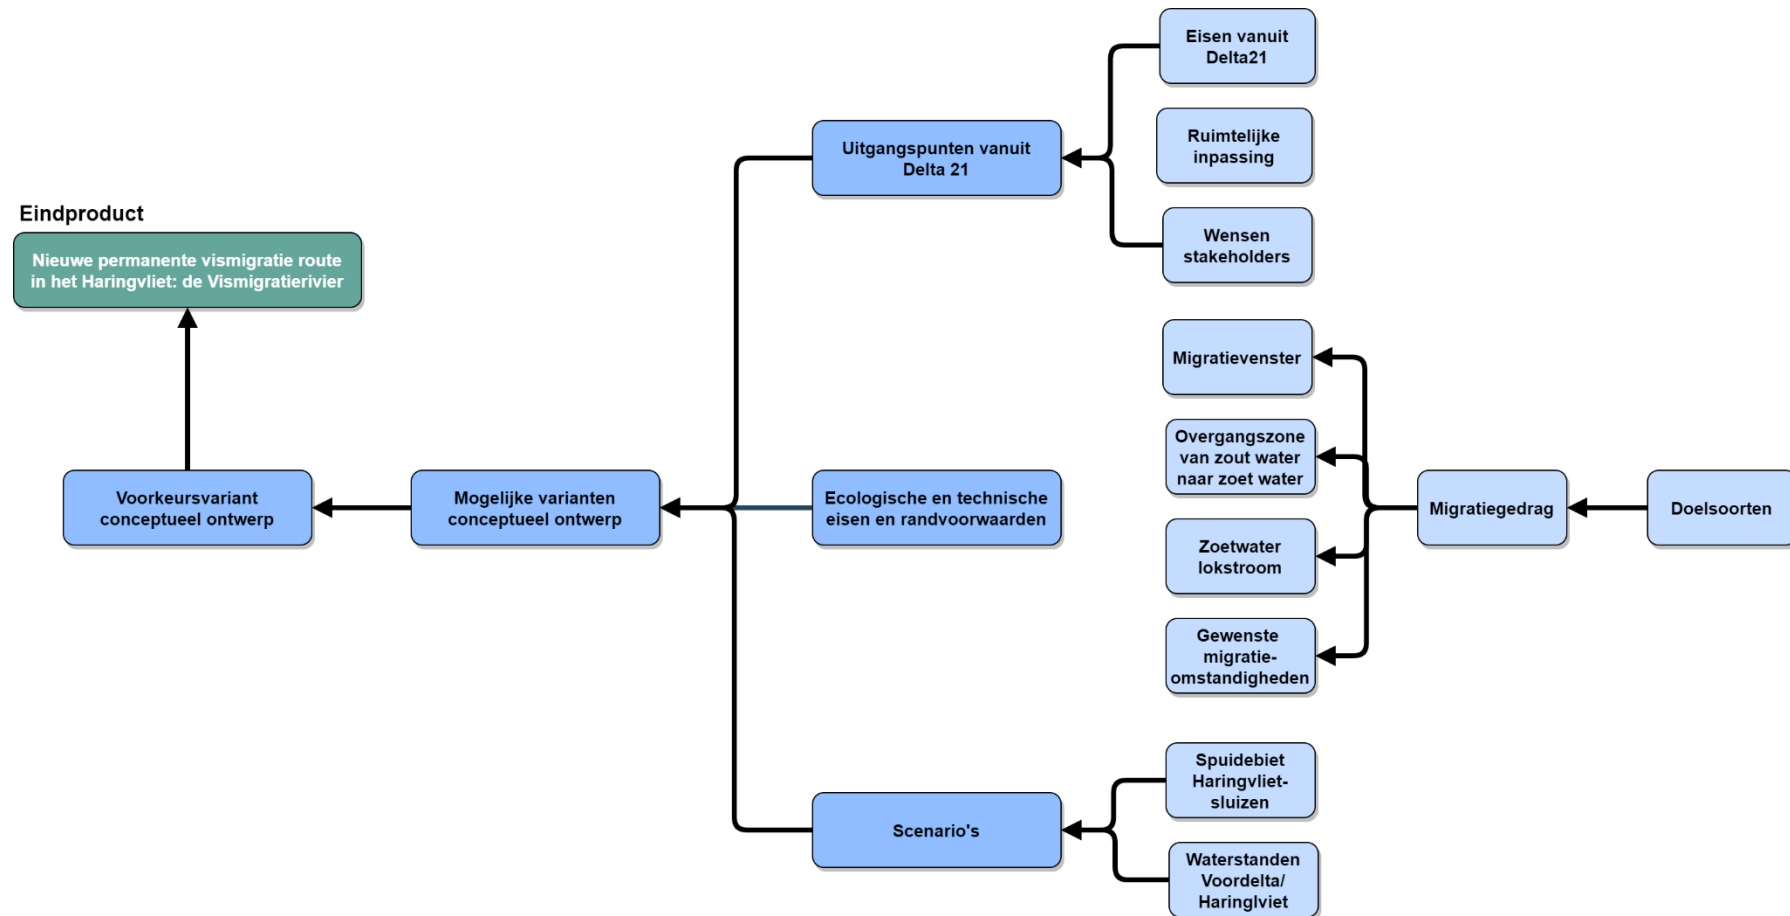 Eindproduct
Nieuwe permanente vismigratie route
in het Haringvliet: de Vismigratierivier
Voorkeursvariant
conceptueel ontwerp
Mogelijke varianten
conceptueel ontwerp
Uitgangspunten vanuit
Delta 21
Ecologische en technische
eisen en randvoorwaarden
Scenario's
Eisen vanuit
Delta21
Ruimtelijke
inpassing
Wensen
stakeholders
Migratievenster
Overgangszone
van zout water
naar zoet water
Zoetwater
lokstroom
Gewenste
migratie-
omstandigheden
Spuidebiet
Haringvliet-
sluizen
Waterstanden
Voordelta/
Haringlviet
Migratiegedrag
Doelsoorten